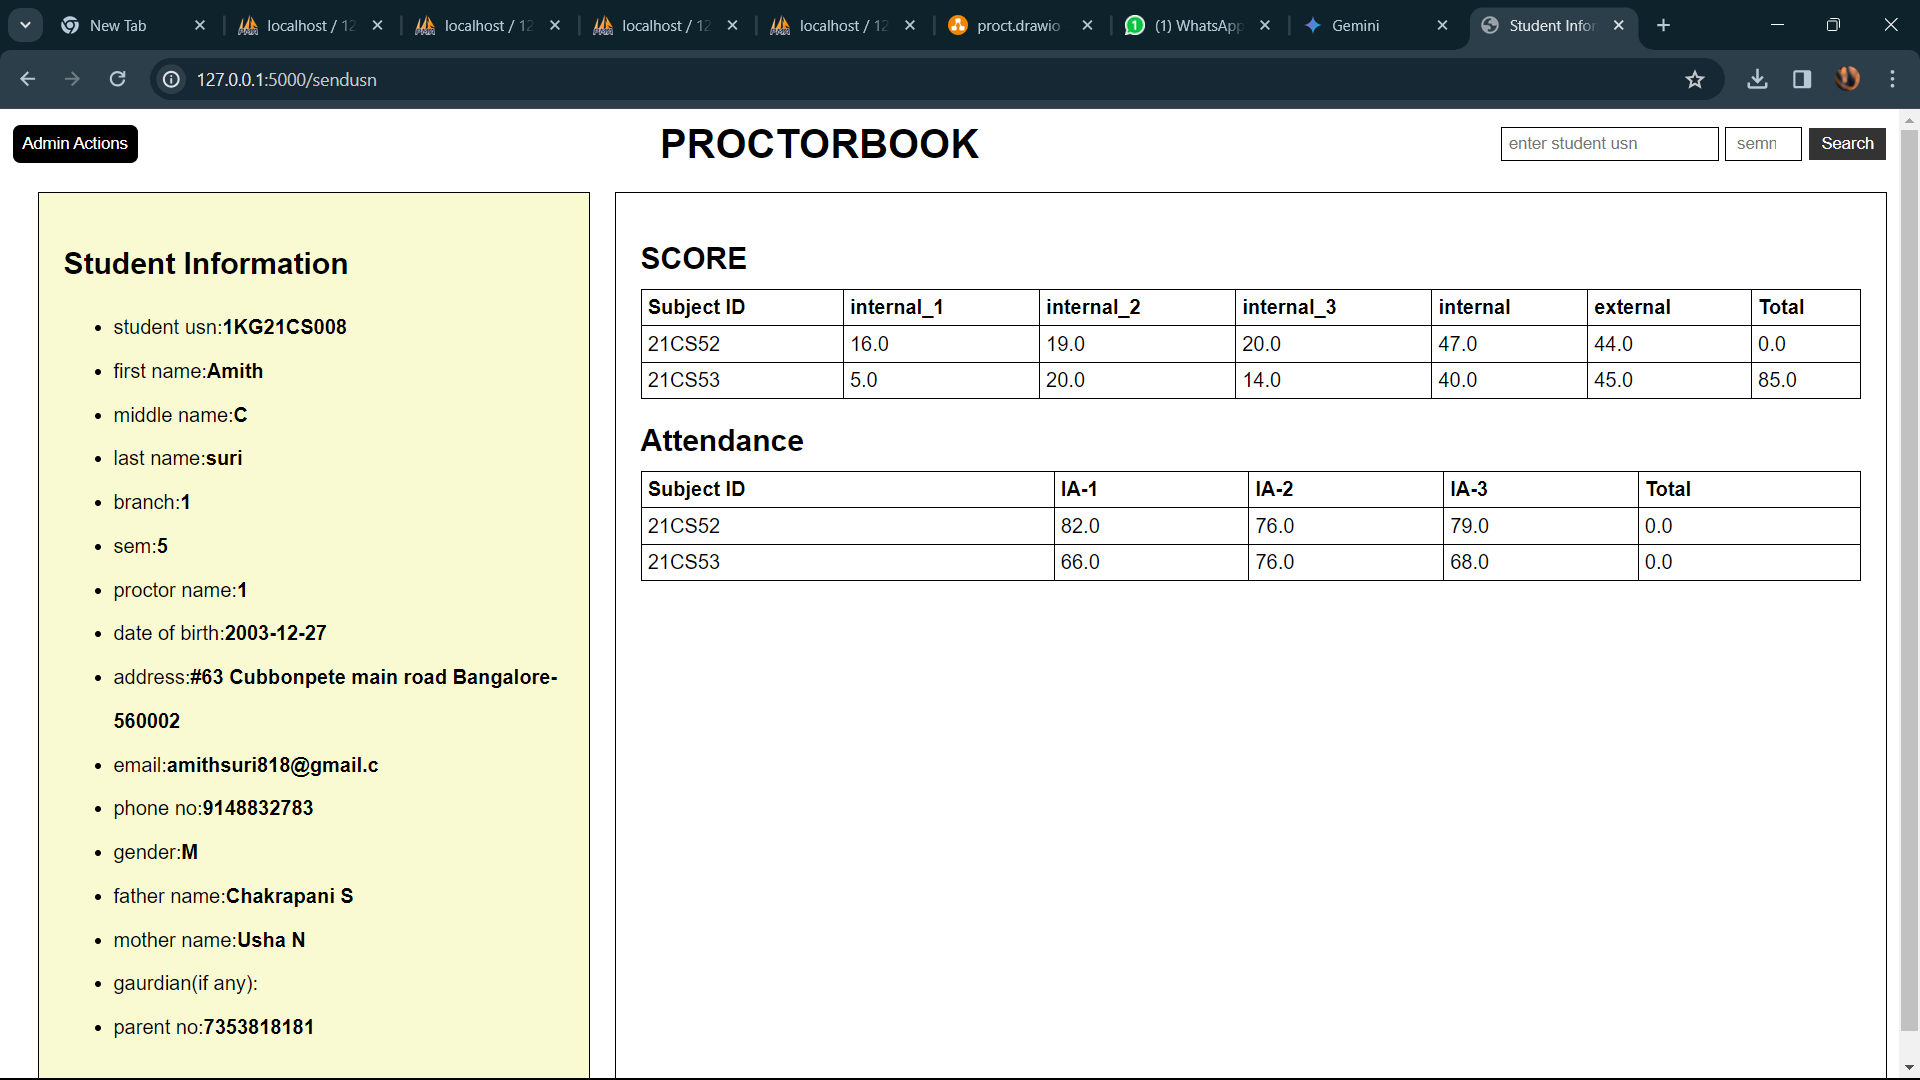 New Tab
localhost / 12
localhost / 12
localhost / 12
localhost / 12
proct.drawio
(1) WhatsApp
Gemini
Student Infor
127.0.0.1:5000/sendusn
Admin Actions
PROCTORBOOK
enter student usn
Search
Student Information
student usn:1KG21CS008
first name:Amith
middle name:C
last name:suri
branch:1
sem:5
proctor name:1
date of birth:2003-12-27
address:#63 Cubbonpete main road Bangalore-
560002
email:amithsuri818@gmail.c
phone no:9148832783
gender:M
father name:Chakrapani S
mother name:Usha N
gaurdian(if any):
parent no:7353818181
SCORE
Subject ID internal_1 internal_2 internal_3 internal external Total
21CS52 16.0 19.0 20.0 47.0 44.0 0.0
21CS53 5.0 20.0 14.0 40.0 45.0 85.0
Attendance
Subject ID IA-1 IA-2 IA-3 Total
21CS52 82.0 76.0 79.0 0.0
21CS53 66.0 76.0 68.0 0.0